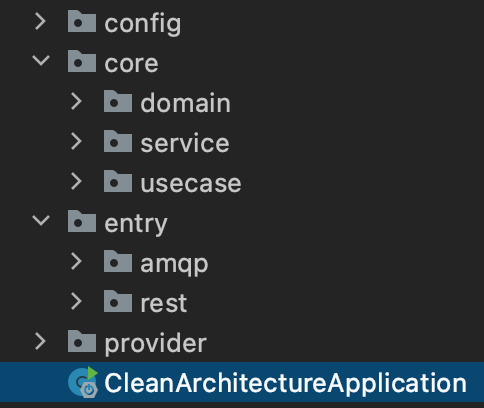 config
core
domain
service
usecase
entry
amqp
rest
provider
CleanArchitectureApplication